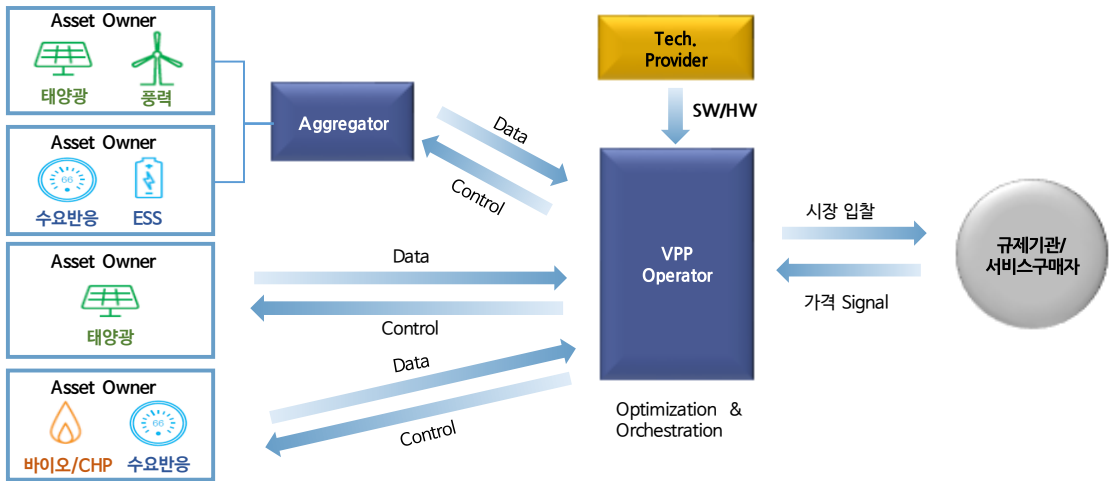 Asset Owner
태양광
풍력
Asset Owner
66
수요반응
ESS
Asset Owner
태양광
Asset Owner
66
바이오/CHP
수요반응
Aggregator
Data
Control
Data
Control
Data
Control
Tech.
Provider
SW/HW
VPP
Operator
Optimization &
Orchestration
시장 입찰
가격 Signal
규제기관/
서비스구매자